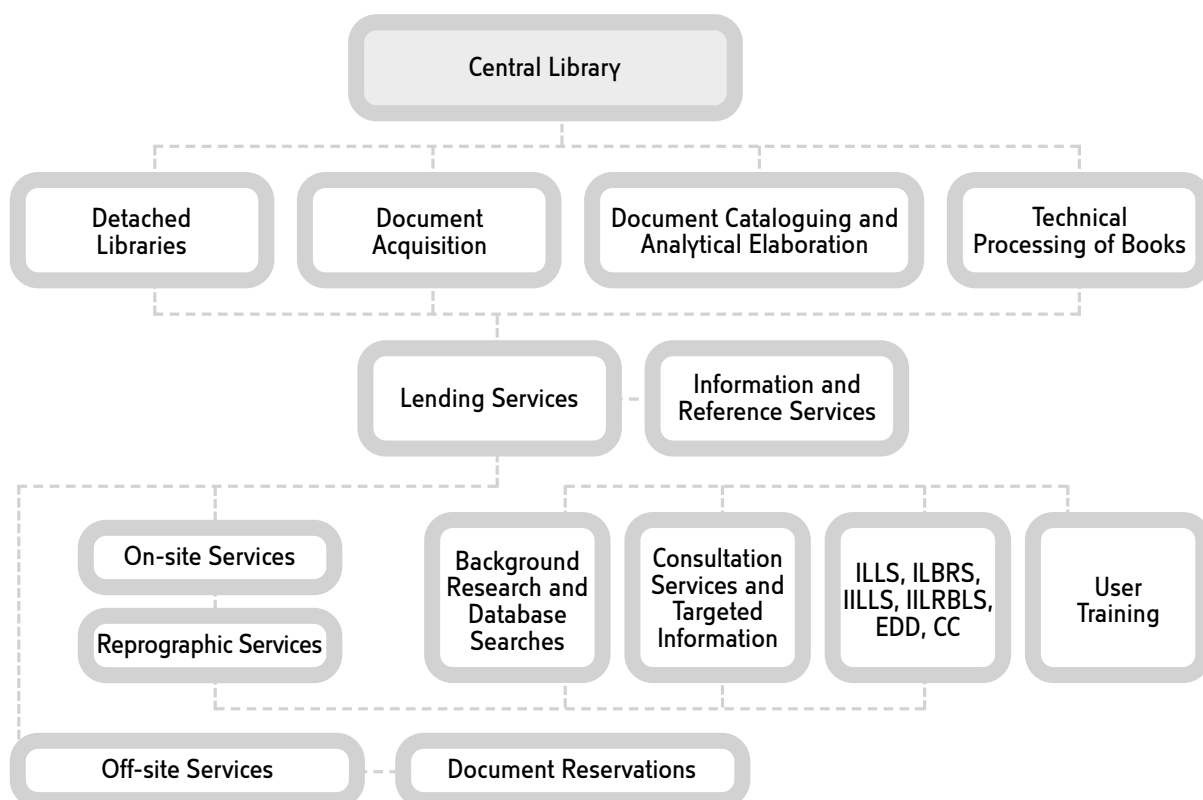 Central Library
Detached
Libraries
Document
Acquisition
Document Cataloguing and
Analytical Elaboration
Technical
Processing of Books
Lending Services
Information and
Reference Services
On-site Services
Reprographic Services
Background
Research and
Database
Searches
Consultation
Services and
Targeted
Information
ILLS, ILBRS,
IILLS, IILRBLS,
EDD, CC
User
Training
Off-site Services
Document Reservations